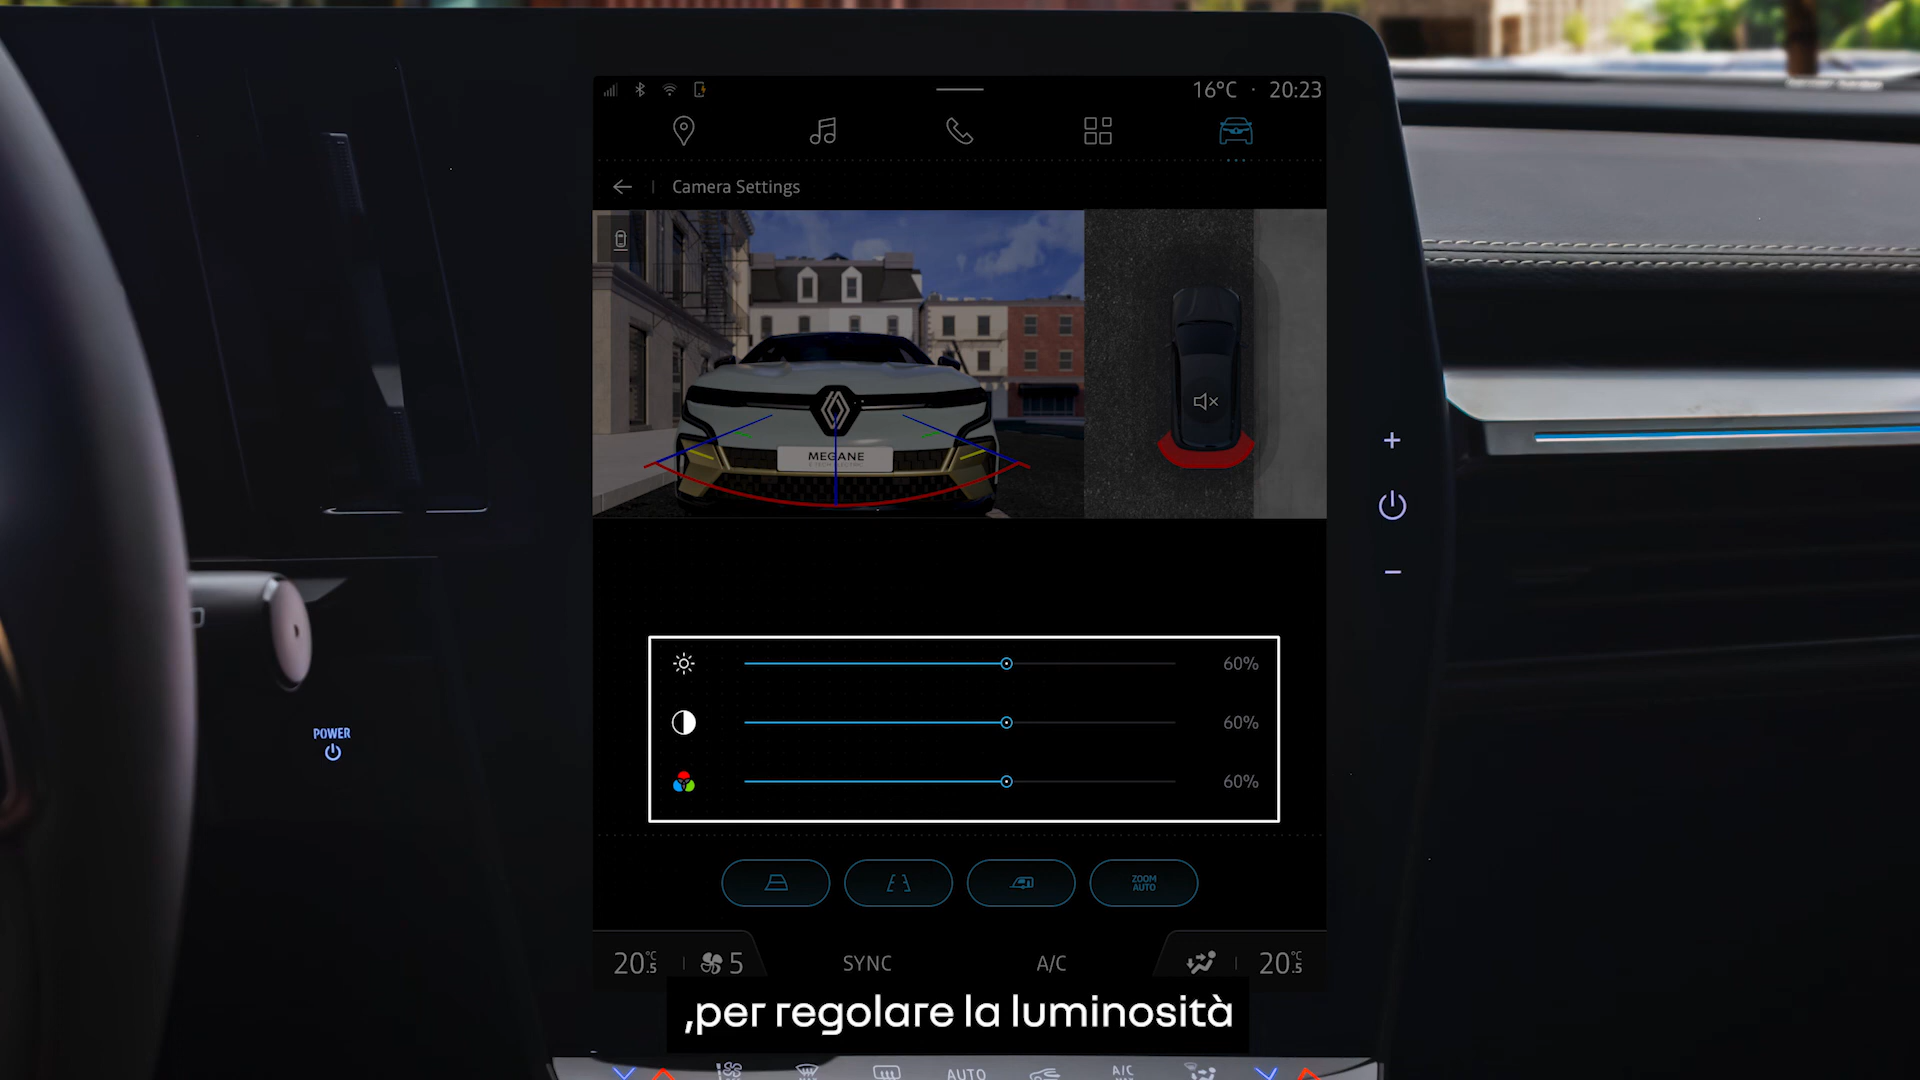 16°C · 20:23
Camera Settings
MEGANE
60%
60%
60%
POWER
ZOOM
AUTO
20.5 °C
5
SYNC
A/C
20.5 °C
,per regolare la luminosità
AUTO
A/C